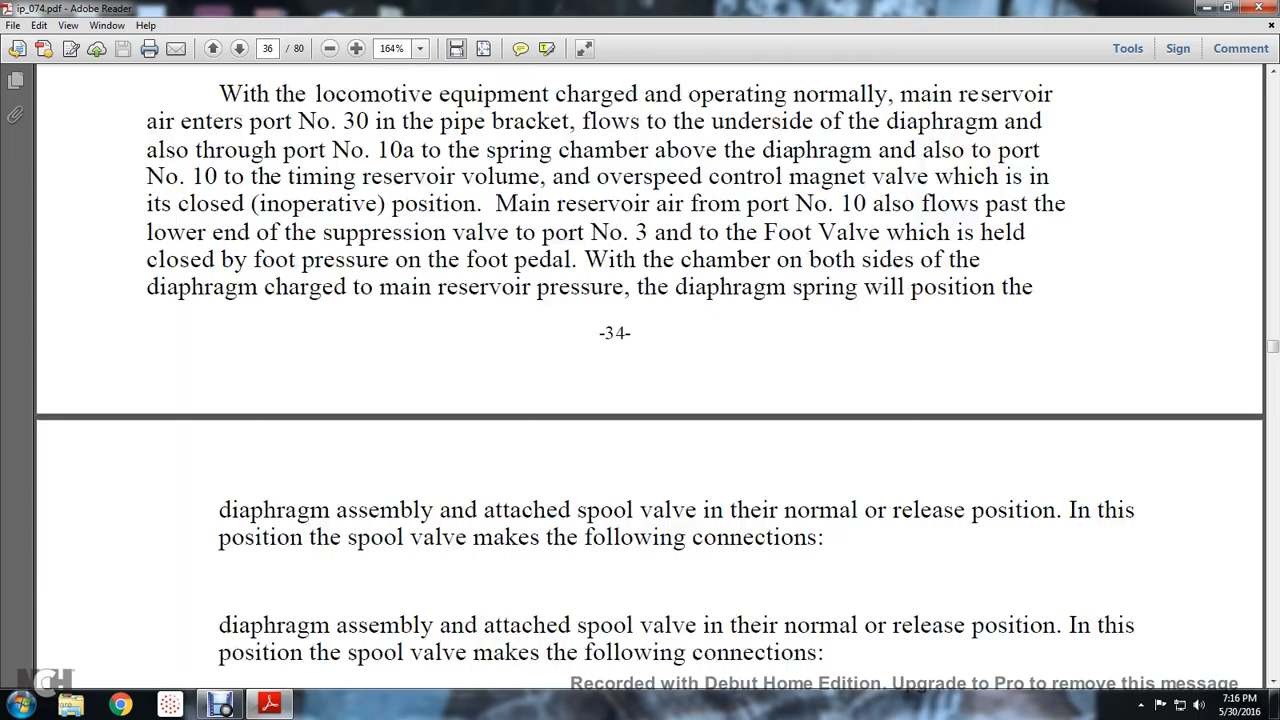 ip_074.pdf - Adobe Reader
File Edit View Window Help
36 / 80 164% Tools Sign Comment
With the locomotive equipment charged and operating normally, main reservoir
air enters port No. 30 in the pipe bracket, flows to the underside of the diaphragm and
also through port No. 10a to the spring chamber above the diaphragm and also to port
No. 10 to the timing reservoir volume, and overspeed control magnet valve which is in
its closed (inoperative) position. Main reservoir air from port No. 10 also flows past the
lower end of the suppression valve to port No. 3 and to the Foot Valve which is held
closed by foot pressure on the foot pedal. With the chamber on both sides of the
diaphragm charged to main reservoir pressure, the diaphragm spring will position the
-34-
diaphragm assembly and attached spool valve in their normal or release position. In this
position the spool valve makes the following connections:
diaphragm assembly and attached spool valve in their normal or release position. In this
position the spool valve makes the following connections:
NCH
Recorded with Debut Home Edition. Upgrade to Pro to remove this message
7:16 PM
5/30/2016